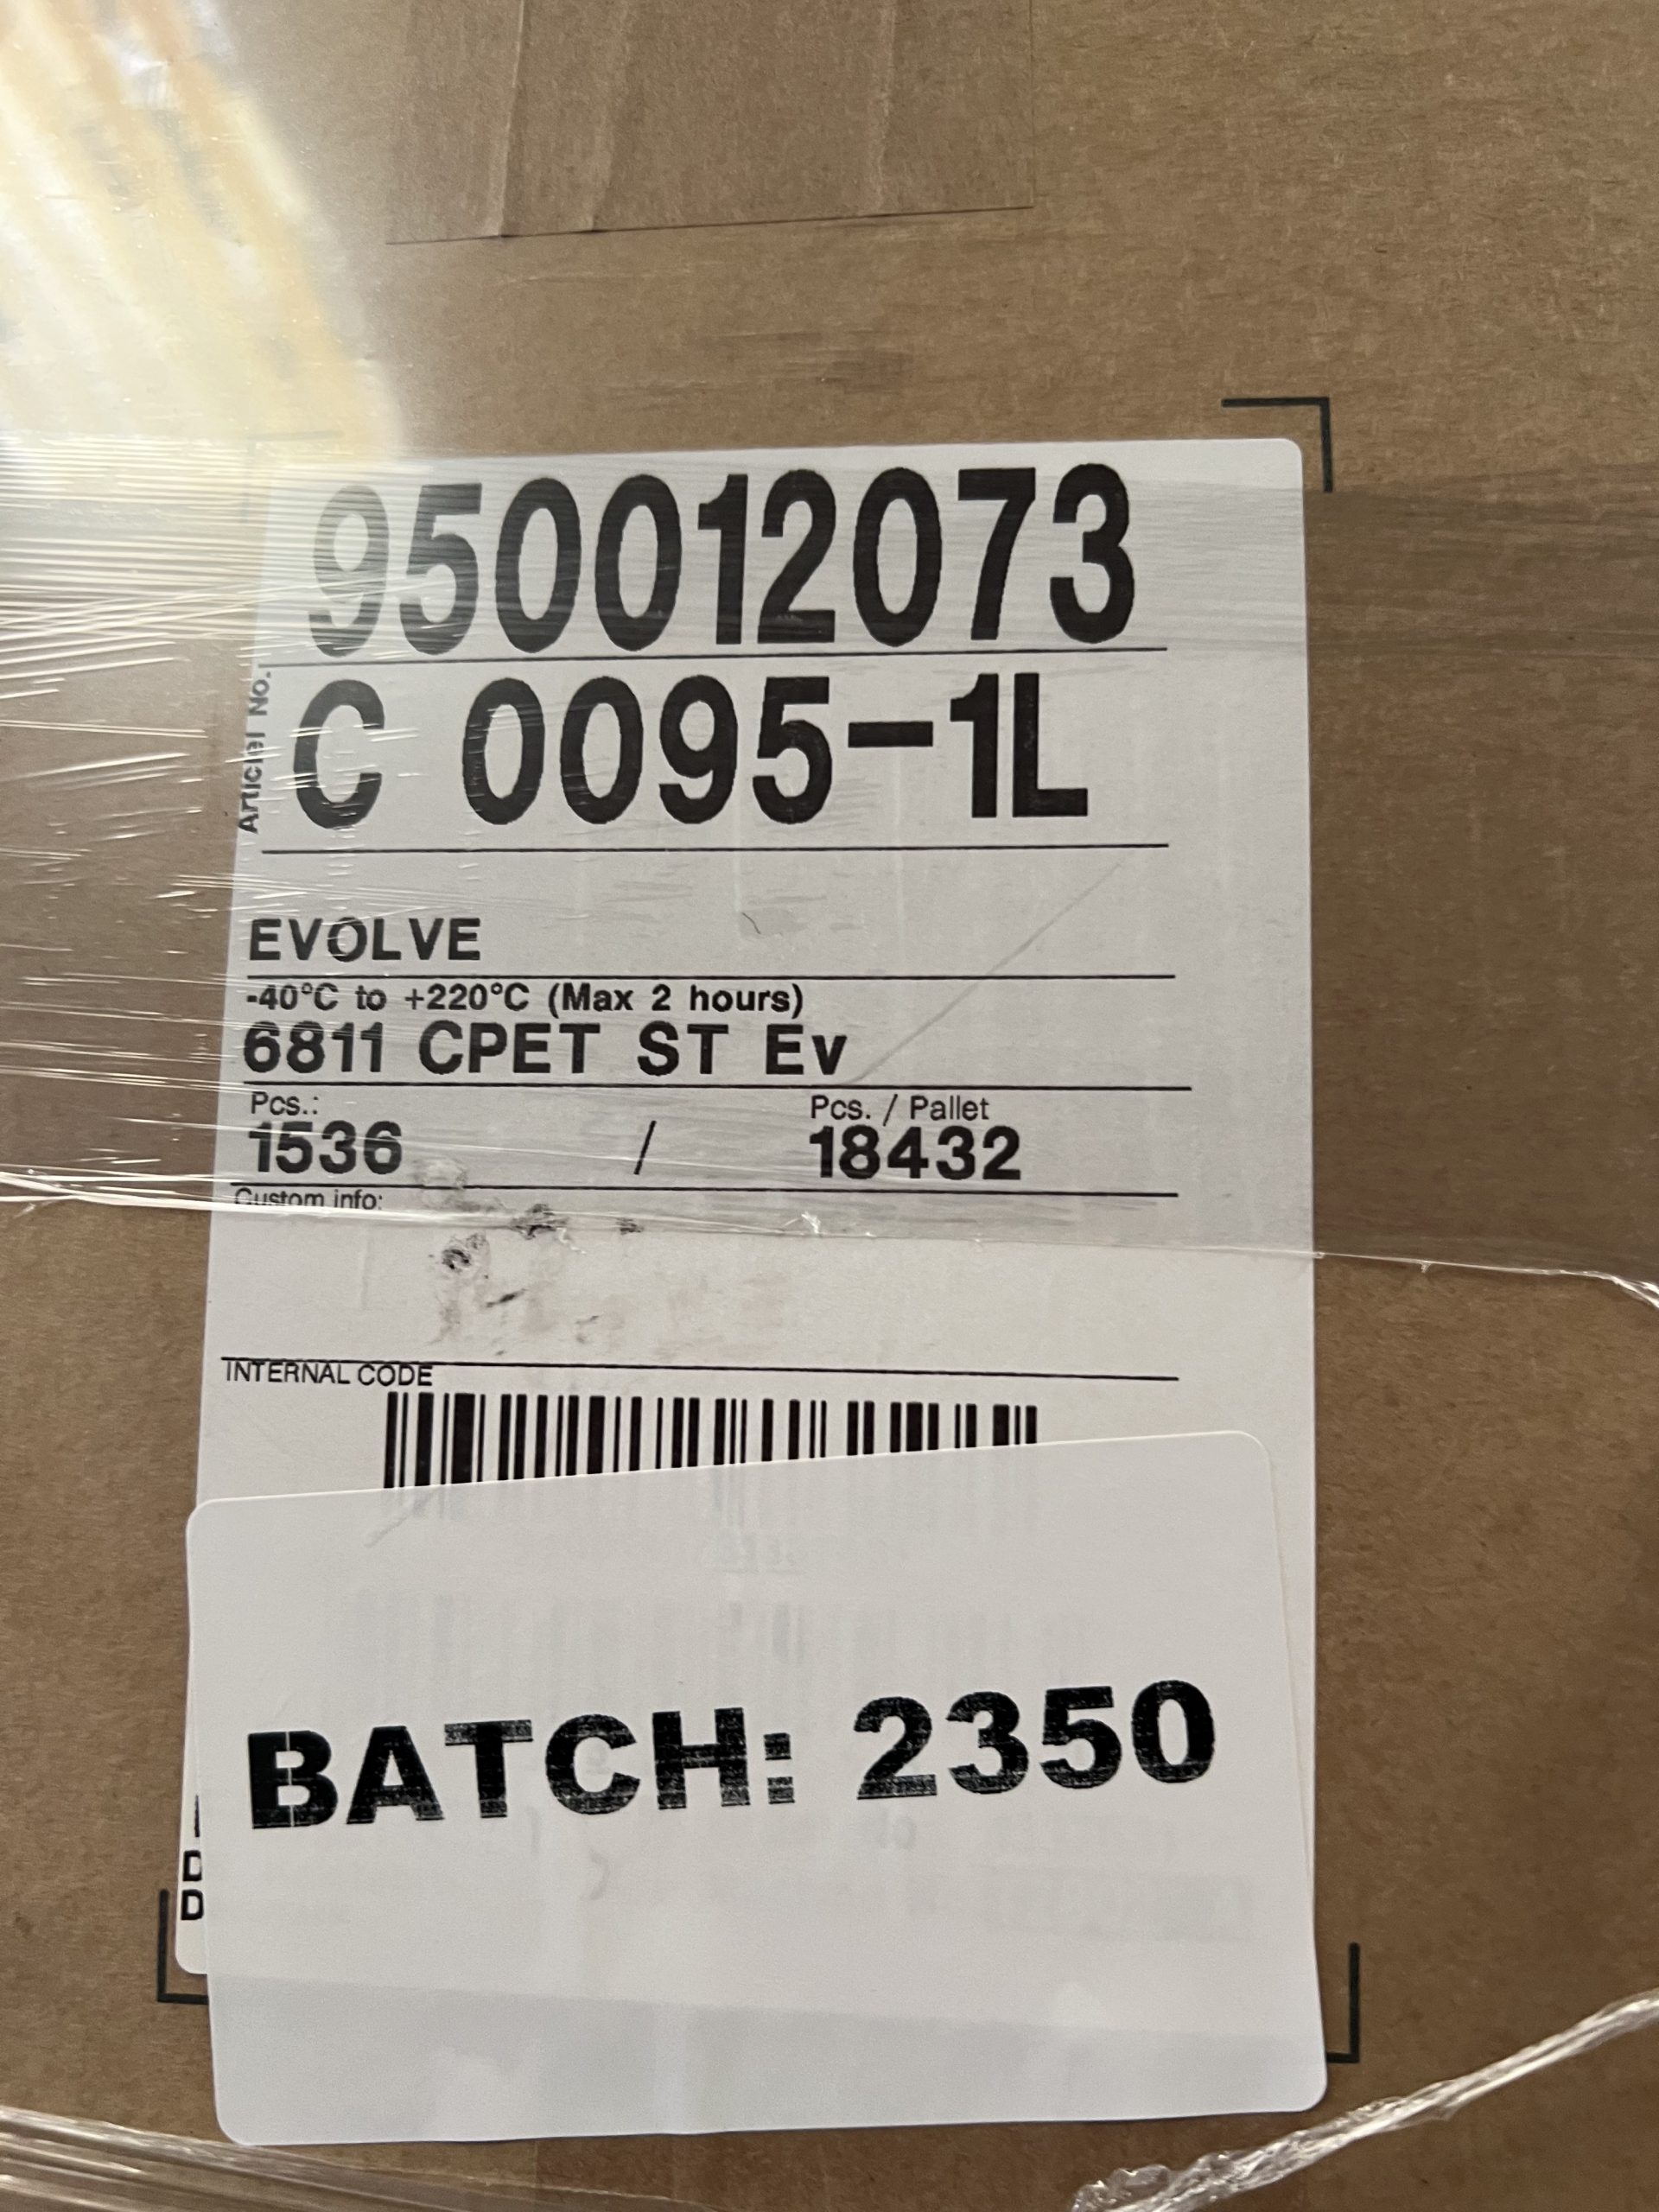 950012073
Articlel No.
C 0095-1L
EVOLVE
-40°C to +220°C (Max 2 hours)
6811 CPET ST Ev
Pcs.: Pcs. / Pallet
1536 / 18432
Custom info:
INTERNAL CODE
BATCH: 2350
D
D